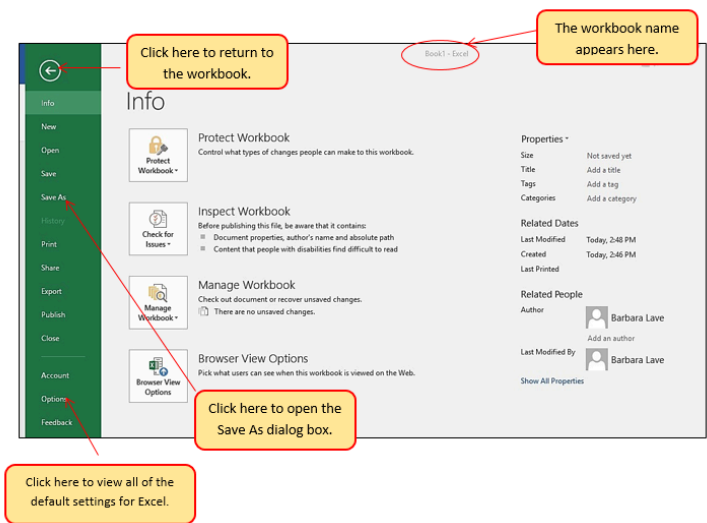 Click here to return to
the workbook.
The workbook name
appears here.
Book1 - Excel
Info
New
Open
Save
Save As
History
Print
Share
Export
Publish
Close
Account
Options
Feedback
Info
Protect
Workbook
Protect Workbook
Control what types of changes people can make to this workbook.
Check for
Issues
Inspect Workbook
Before publishing this file, be aware that it contains:
Document properties, author's name and absolute path
Content that people with disabilities find difficult to read
Manage
Workbook
Manage Workbook
Check out document or recover unsaved changes.
There are no unsaved changes.
Browser View
Options
Browser View Options
Pick what users can see when this workbook is viewed on the Web.
Properties
Size Not saved yet
Title Add a title
Tags Add a tag
Categories Add a category
Related Dates
Last Modified Today, 2:48 PM
Created Today, 2:46 PM
Last Printed
Related People
Author Barbara Lave
Add an author
Last Modified By Barbara Lave
Show All Properties
Click here to open the
Save As dialog box.
Click here to view all of the
default settings for Excel.